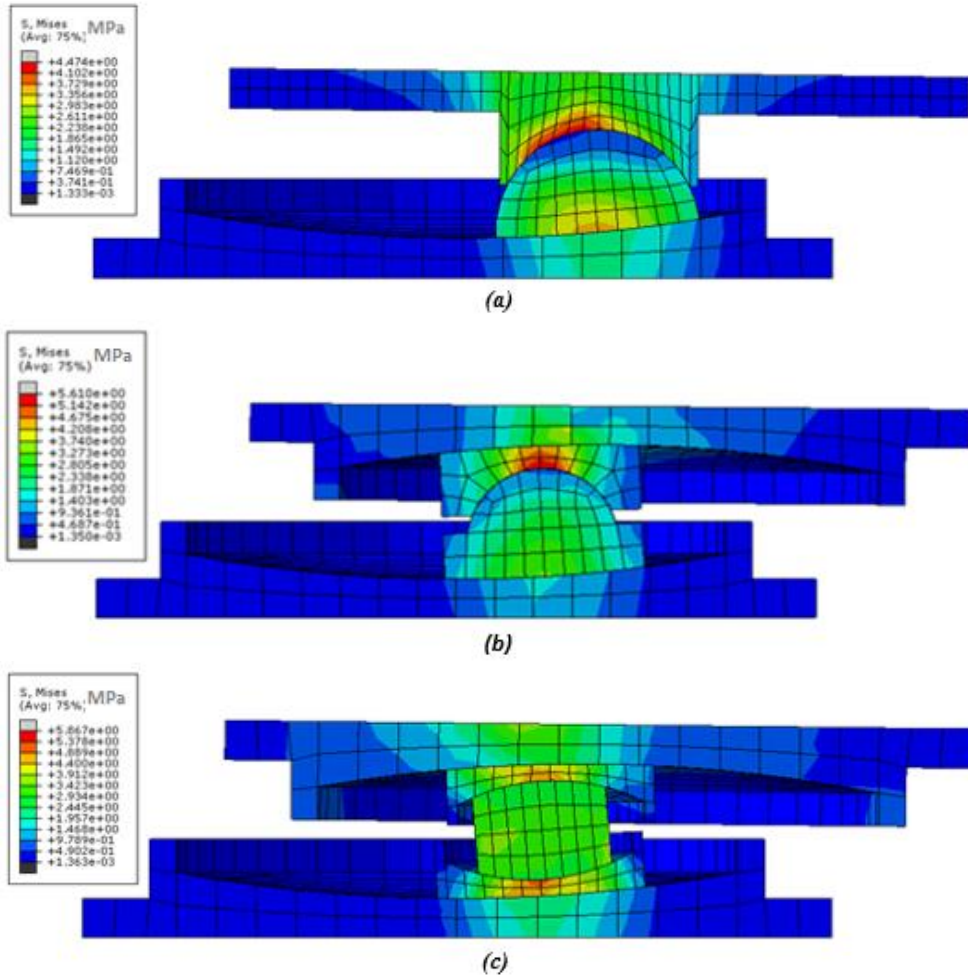 S, Mises MPa
(Avg: 75%)
+4.474e+00
+4.102e+00
+3.729e+00
+3.356e+00
+2.983e+00
+2.611e+00
+2.238e+00
+1.865e+00
+1.492e+00
+1.120e+00
+7.469e-01
+3.741e-01
+1.333e-03
(a)
S, Mises MPa
(Avg: 75%)
+5.610e+00
+5.142e+00
+4.675e+00
+4.208e+00
+3.740e+00
+3.273e+00
+2.805e+00
+2.338e+00
+1.871e+00
+1.403e+00
+9.361e-01
+4.687e-01
+1.350e-03
(b)
S, Mises MPa
(Avg: 75%)
+5.867e+00
+5.378e+00
+4.889e+00
+4.400e+00
+3.912e+00
+3.423e+00
+2.934e+00
+2.445e+00
+1.957e+00
+1.468e+00
+9.789e-01
+4.902e-01
+1.363e-03
(c)